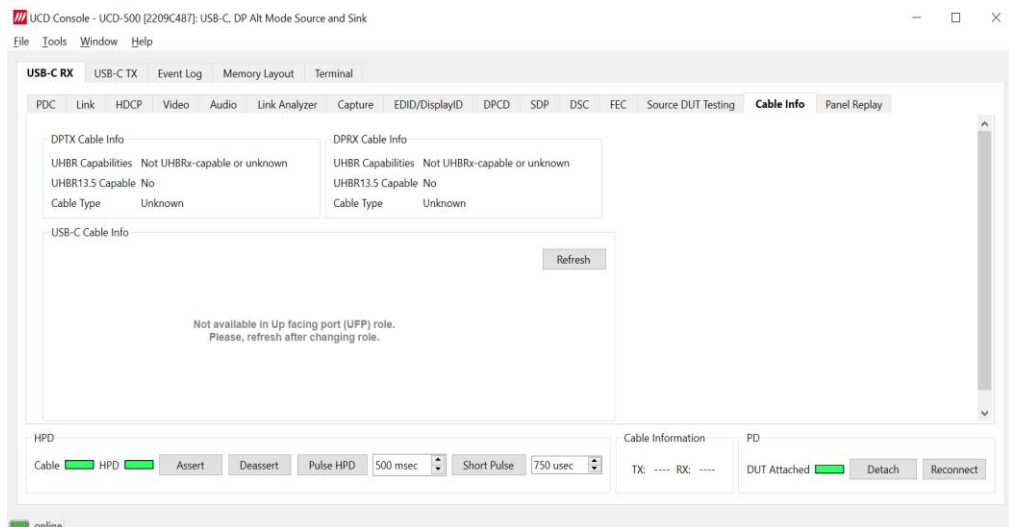 UCD Console - UCD-500 [2209C487]: USB-C, DP Alt Mode Source and Sink
File Tools Window Help
USB-C RX USB-C TX Event Log Memory Layout Terminal
PDC Link HDCP Video Audio Link Analyzer Capture EDID/DisplayID DPCD SDP DSC FEC Source DUT Testing Cable Info Panel Replay
DPTX Cable Info
UHBR Capabilities Not UHBRx-capable or unknown
UHBR13.5 Capable No
Cable Type Unknown
DPRX Cable Info
UHBR Capabilities Not UHBRx-capable or unknown
UHBR13.5 Capable No
Cable Type Unknown
USB-C Cable Info
Refresh
Not available in Up facing port (UFP) role.
Please, refresh after changing role.
HPD
Cable HPD Assert Deassert Pulse HPD 500 msec Short Pulse 750 usec
Cable Information
TX: ---- RX: ----
PD
DUT Attached Detach Reconnect
online